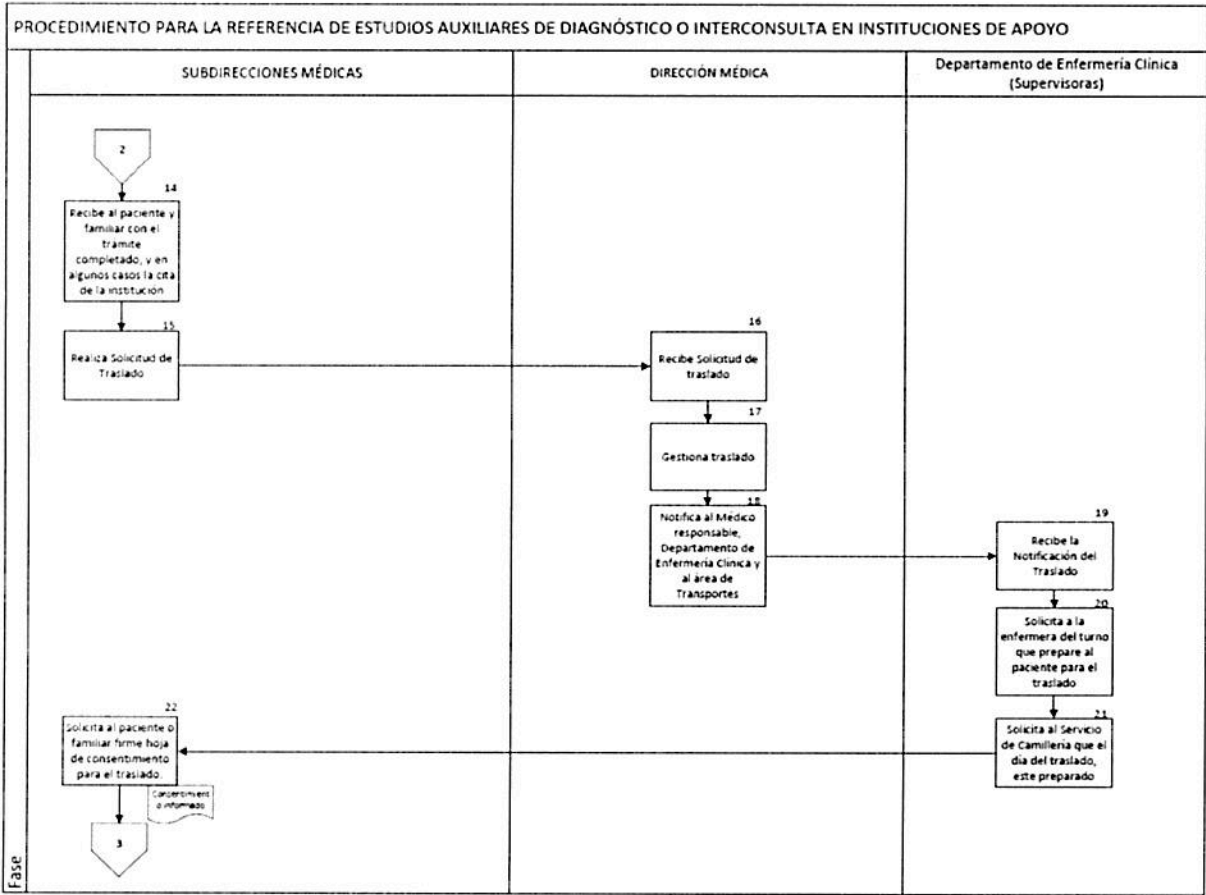 PROCEDIMIENTO PARA LA REFERENCIA DE ESTUDIOS AUXILIARES DE DIAGNÓSTICO O INTERCONSULTA EN INSTITUCIONES DE APOYO
SUBDIRECCIONES MÉDICAS
DIRECCIÓN MÉDICA
Departamento de Enfermería Clínica
(Supervisoras)
2
14
Recibe al paciente y
familiar con el
tramite
completado, y en
algunos casos la cita
de la institución
15
Realiza Solicitud de
Traslado
16
Recibe Solicitud de
traslado
17
Gestiona traslado
18
Notifica al Médico
responsable,
Departamento de
Enfermería Clínica y
al área de
Transportes
19
Recibe la
Notificación del
Traslado
20
Solicita a la
enfermera del turno
que prepare al
paciente para el
traslado
21
Solicita al Servicio
de Camillería que el
día del traslado,
este preparado
22
Solicita al paciente o
familiar firme hoja
de consentimiento
para el traslado.
Consentimient
o informado
3
Fase